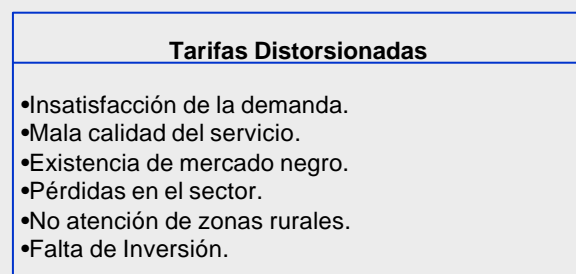 Tarifas Distorsionadas
•Insatisfacción de la demanda.
•Mala calidad del servicio.
•Existencia de mercado negro.
•Pérdidas en el sector.
•No atención de zonas rurales.
•Falta de Inversión.